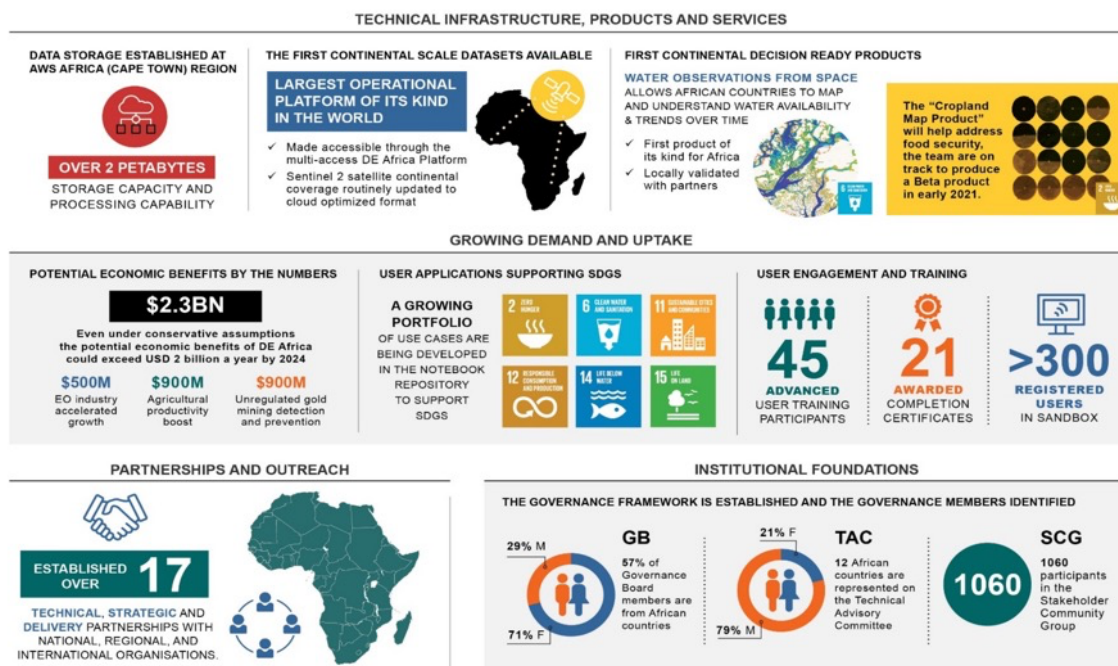 TECHNICAL INFRASTRUCTURE, PRODUCTS AND SERVICES
DATA STORAGE ESTABLISHED AT
AWS AFRICA (CAPE TOWN) REGION
OVER 2 PETABYTES
STORAGE CAPACITY AND
PROCESSING CAPABILITY
THE FIRST CONTINENTAL SCALE DATASETS AVAILABLE
LARGEST OPERATIONAL
PLATFORM OF ITS KIND
IN THE WORLD
✓ Made accessible through the
multi-access DE Africa Platform
✓ Sentinel 2 satellite continental
coverage routinely updated to
cloud optimized format
FIRST CONTINENTAL DECISION READY PRODUCTS
WATER OBSERVATIONS FROM SPACE
ALLOWS AFRICAN COUNTRIES TO MAP
AND UNDERSTAND WATER AVAILABILITY
& TRENDS OVER TIME
✓ First product of
its kind for Africa
✓ Locally validated
with partners
6
The "Cropland
Map Product"
will help address
food security,
the team are on
track to produce
a Beta product
in early 2021.
2
GROWING DEMAND AND UPTAKE
POTENTIAL ECONOMIC BENEFITS BY THE NUMBERS
$2.3BN
Even under conservative assumptions
the potential economic benefits of DE Africa
could exceed USD 2 billion a year by 2024
$500M
EO industry
accelerated
growth
$900M
Agricultural
productivity
boost
$900M
Unregulated gold
mining detection
and prevention
USER APPLICATIONS SUPPORTING SDGS
A GROWING
PORTFOLIO
OF USE CASES ARE
BEING DEVELOPED
IN THE NOTEBOOK
REPOSITORY
TO SUPPORT
SDGS
2 ZERO
HUNGER
6 CLEAN WATER
AND SANITATION
11 SUSTAINABLE CITIES
AND COMMUNITIES
12 RESPONSIBLE
CONSUMPTION
AND PRODUCTION
14 LIFE BELOW
WATER
15 LIFE
ON LAND
USER ENGAGEMENT AND TRAINING
45
ADVANCED
USER TRAINING
PARTICIPANTS
21
AWARDED
COMPLETION
CERTIFICATES
>300
REGISTERED
USERS
IN SANDBOX
PARTNERSHIPS AND OUTREACH
ESTABLISHED
OVER
17
TECHNICAL, STRATEGIC AND
DELIVERY PARTNERSHIPS WITH
NATIONAL, REGIONAL, AND
INTERNATIONAL ORGANISATIONS.
INSTITUTIONAL FOUNDATIONS
THE GOVERNANCE FRAMEWORK IS ESTABLISHED AND THE GOVERNANCE MEMBERS IDENTIFIED
29% M
71% F
GB
57% of
Governance
Board
members are
from African
countries
21% F
79% M
TAC
12 African
countries are
represented on
the Technical
Advisory
Committee
1060
SCG
1060
participants
in the
Stakeholder
Community
Group